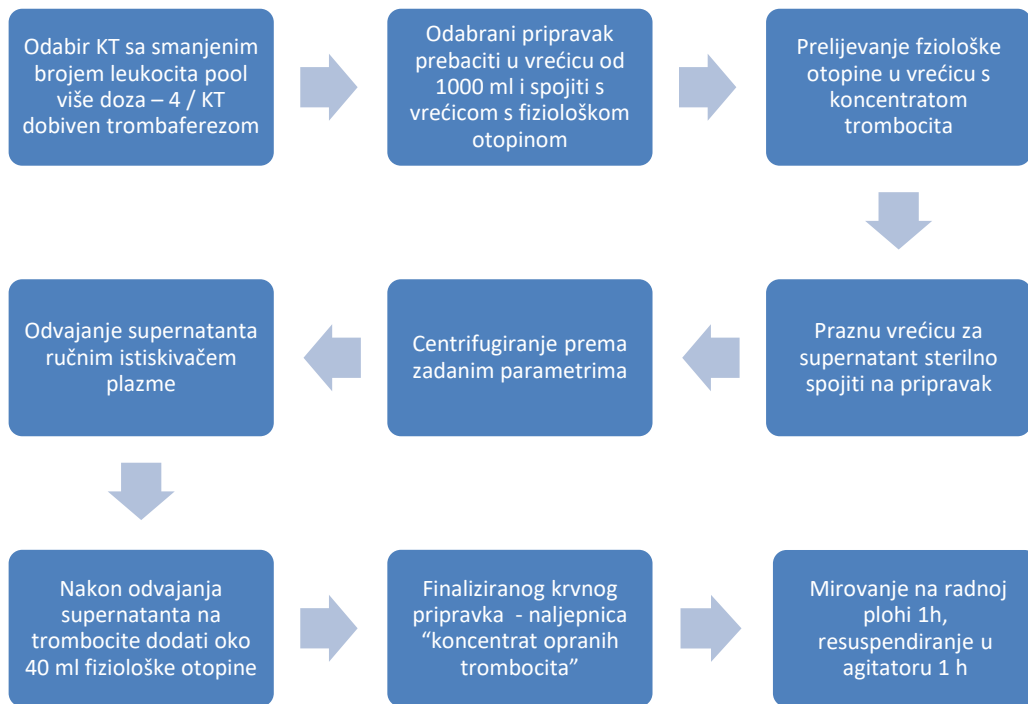 Odabir KT sa smanjenim
brojem leukocita pool
više doza – 4 / KT
dobiven trombaferezom
Odabrani pripravak
prebaciti u vrećicu od
1000 ml i spojiti s
vrećicom s fiziološkom
otopinom
Prelijevanje fziološke
otopine u vrećicu s
koncentratom
trombocita
Praznu vrećicu za
supernatant sterilno
spojiti na pripravak
Centrifugiranje prema
zadanim parametrima
Odvajanje supernatanta
ručnim istiskivačem
plazme
Nakon odvajanja
supernatanta na
trombocite dodati oko
40 ml fiziološke otopine
Finaliziranog krvnog
pripravka - naljepnica
“koncentrat opranih
trombocita”
Mirovanje na radnoj
plohi 1h,
resuspendiranje u
agitatoru 1 h